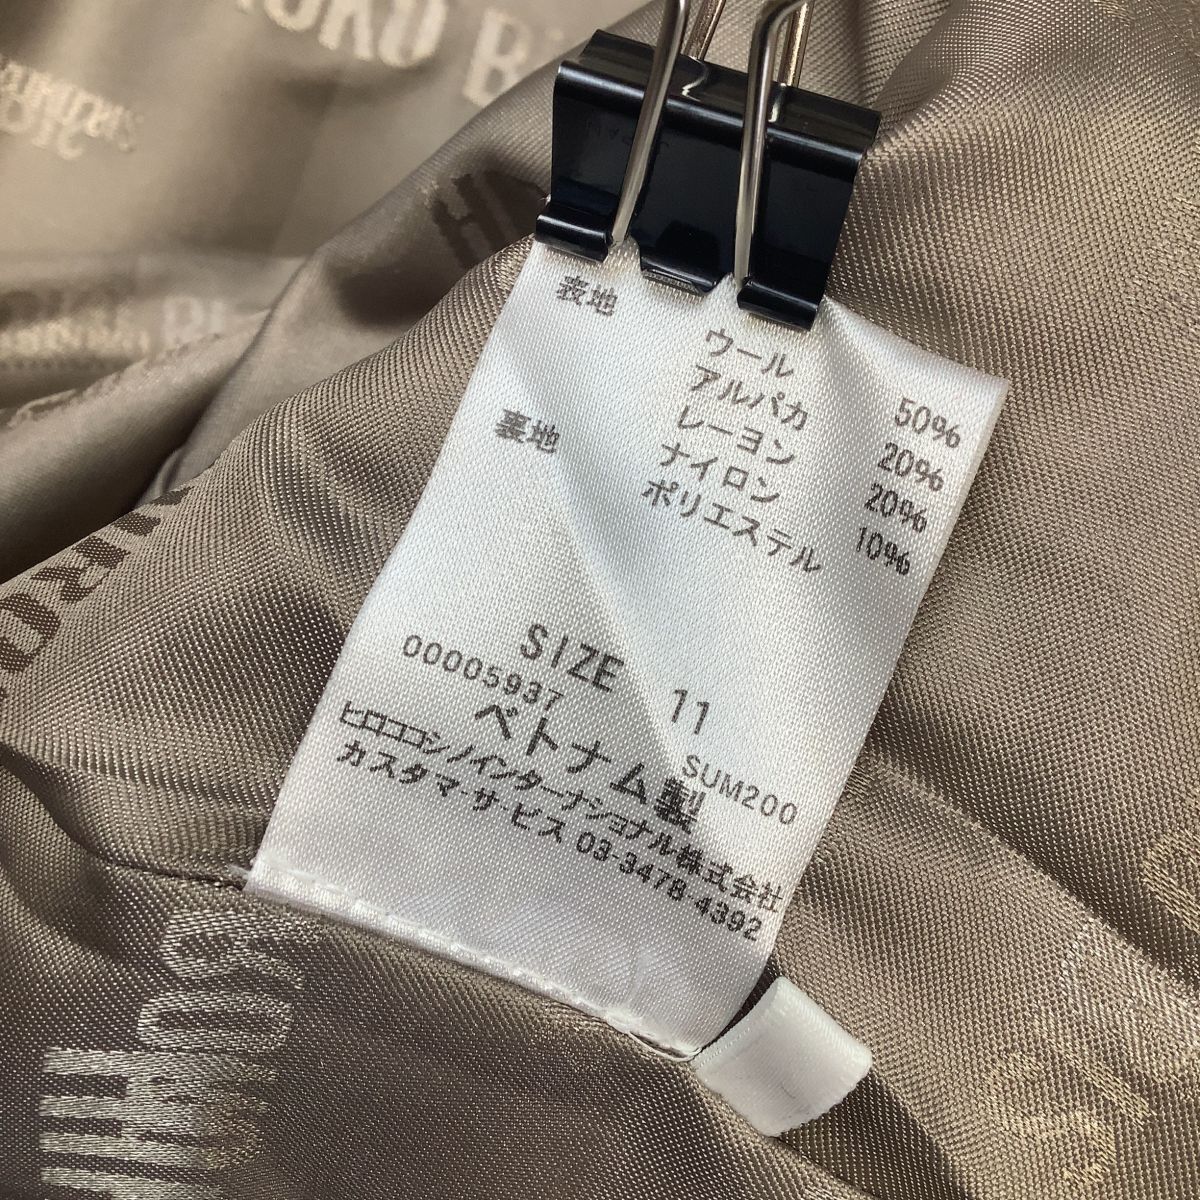 表地 ウール 50%
アルパカ 20%
レーヨン 20%
ナイロン 10%
裏地 ポリエステル
SIZE 11
00005937 SUM200
ベトナム製
ヒロココシノインターナショナル株式会社
カスタマ-サ-ビス 03-3478-4392